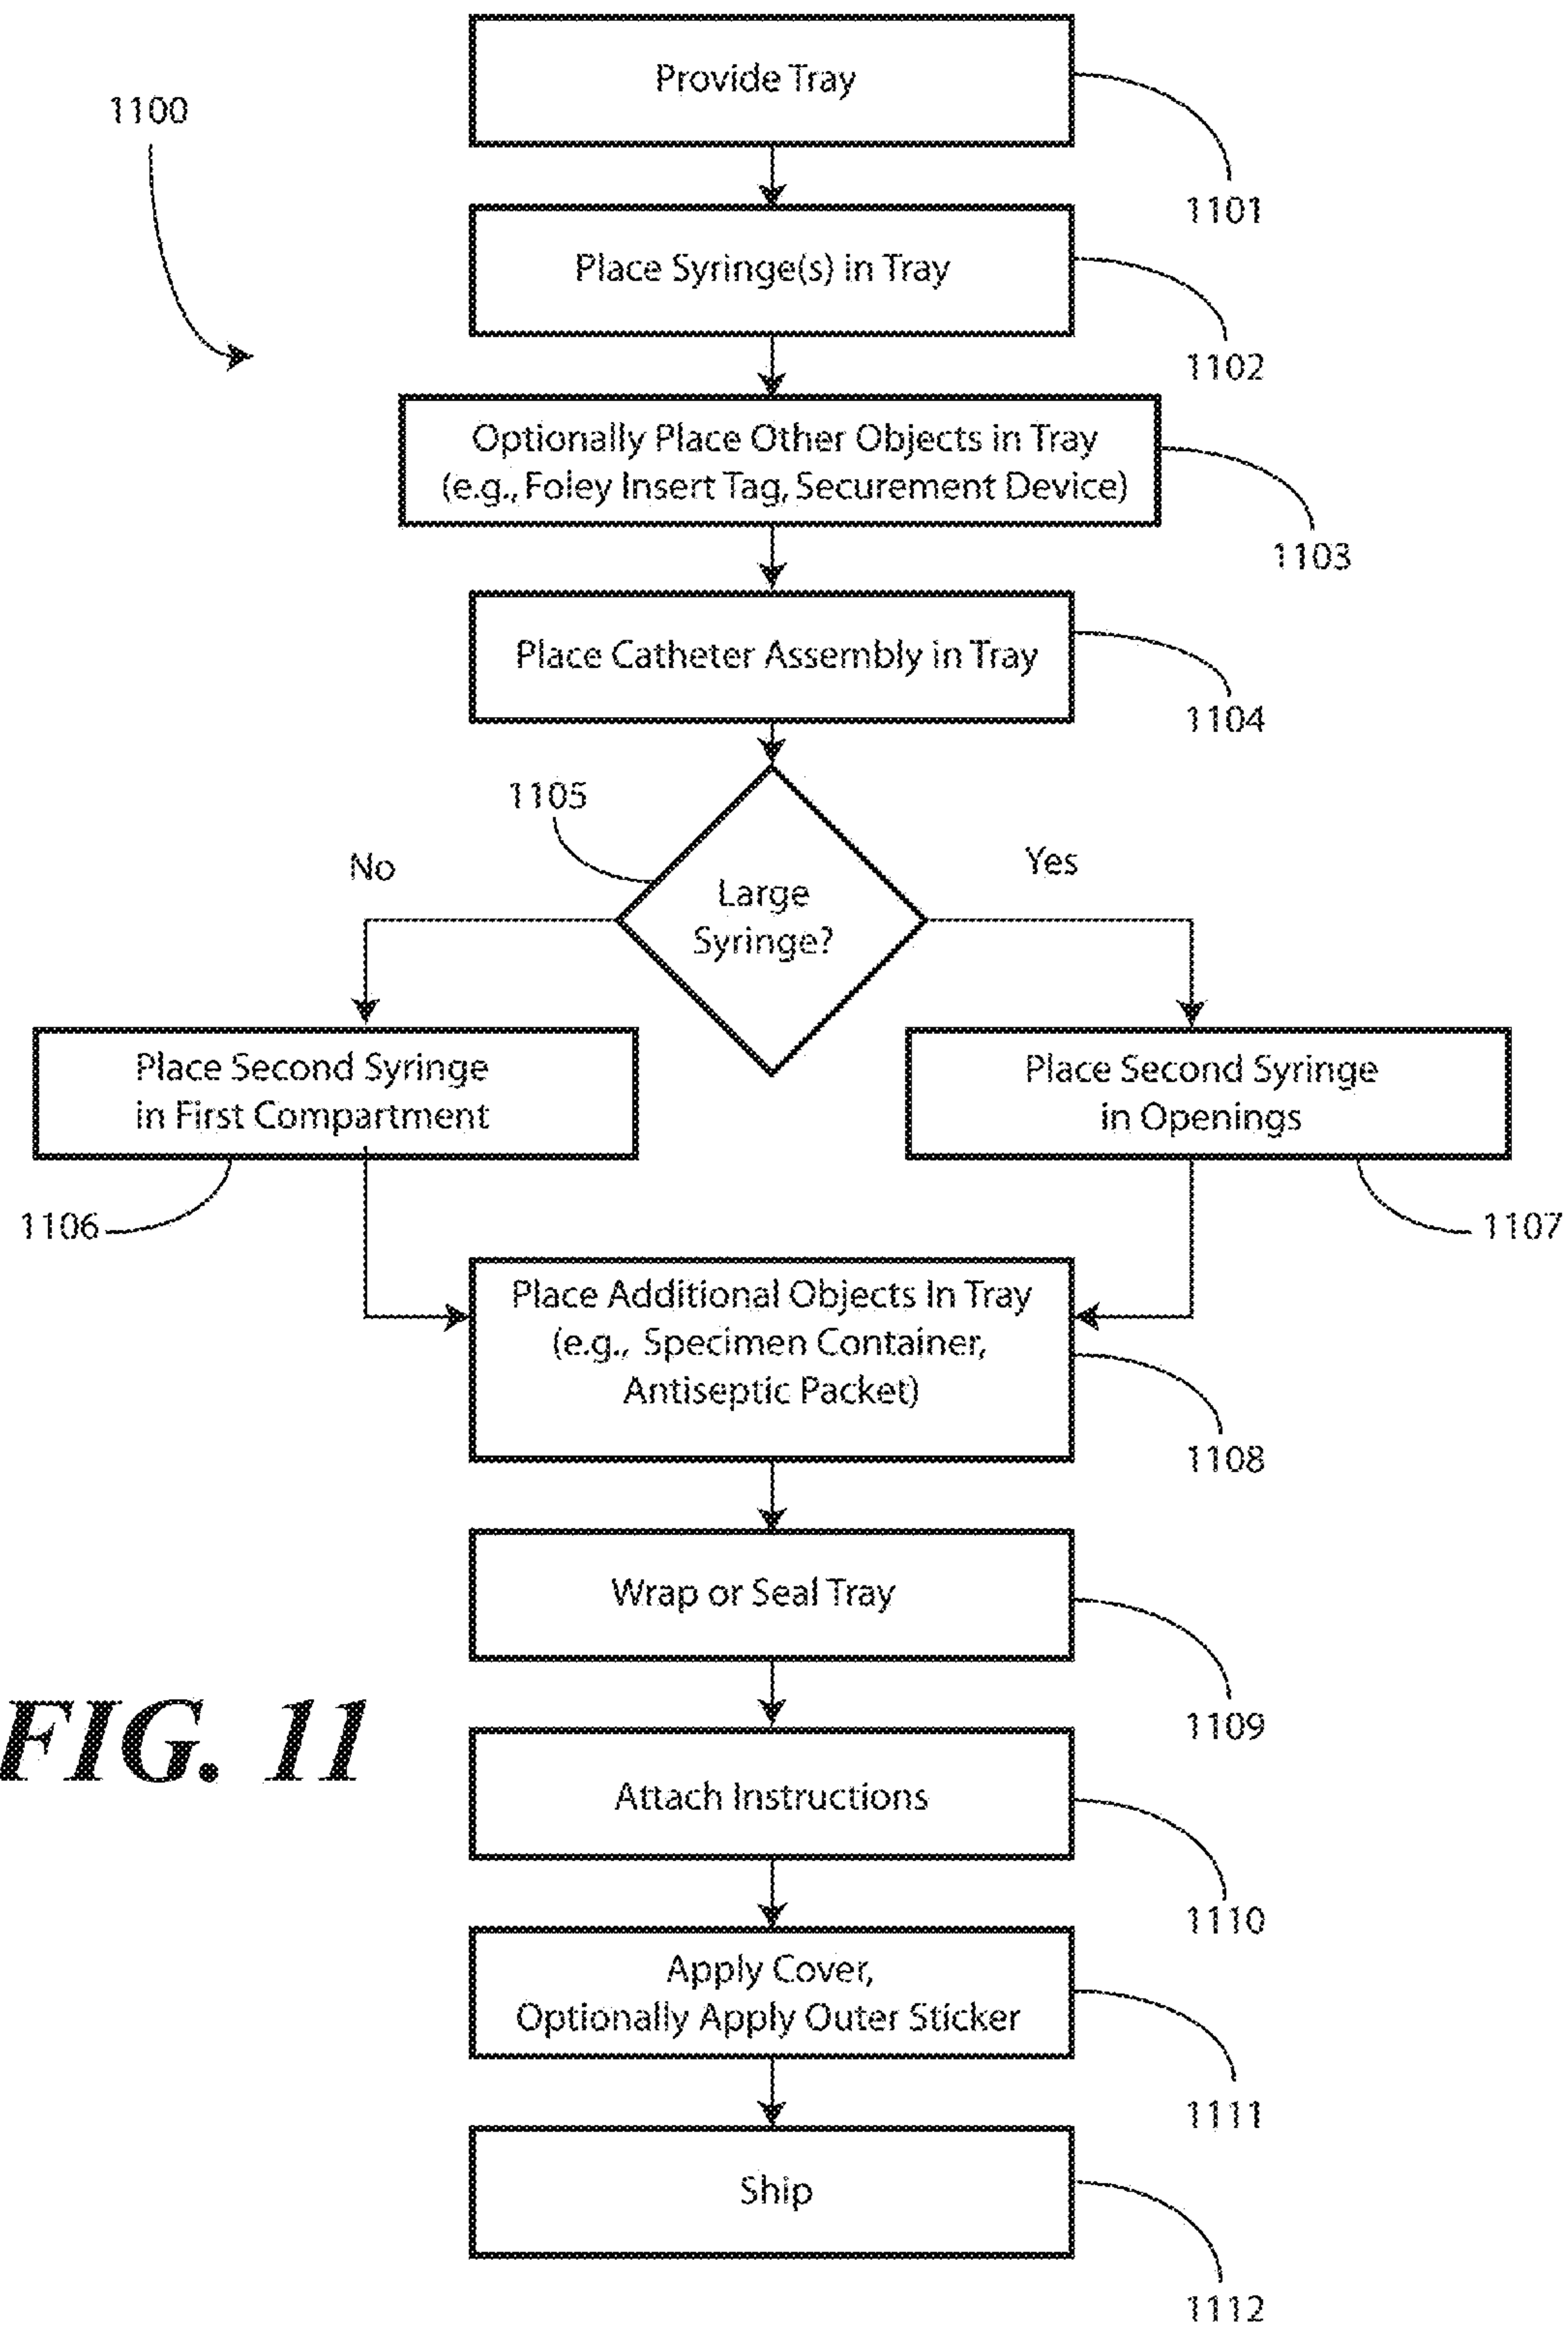 Provide Tray
1100
1101
Place Syringe(s) in Tray
1102
Optionally Place Other Objects in Tray
(e.g., Foley Insert Tag, Securement Device)
1103
Place Catheter Assembly in Tray
1104
1105
No
Yes
Large
Syringe?
Place Second Syringe
in First Compartment
Place Second Syringe
in Openings
1106
1107
Place Additional Objects In Tray
(e.g., Specimen Container,
Antiseptic Packet)
1108
Wrap or Seal Tray
1109
FIG. 11
Attach Instructions
1110
Apply Cover,
Optionally Apply Outer Sticker
1111
Ship
1112